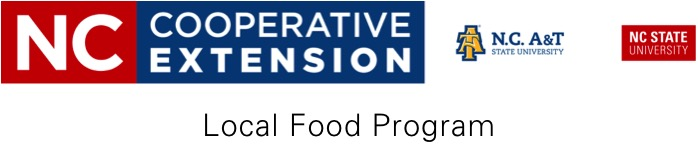 NC COOPERATIVE
EXTENSION
N.C. A&T
STATE UNIVERSITY
NC STATE
UNIVERSITY
Local Food Program